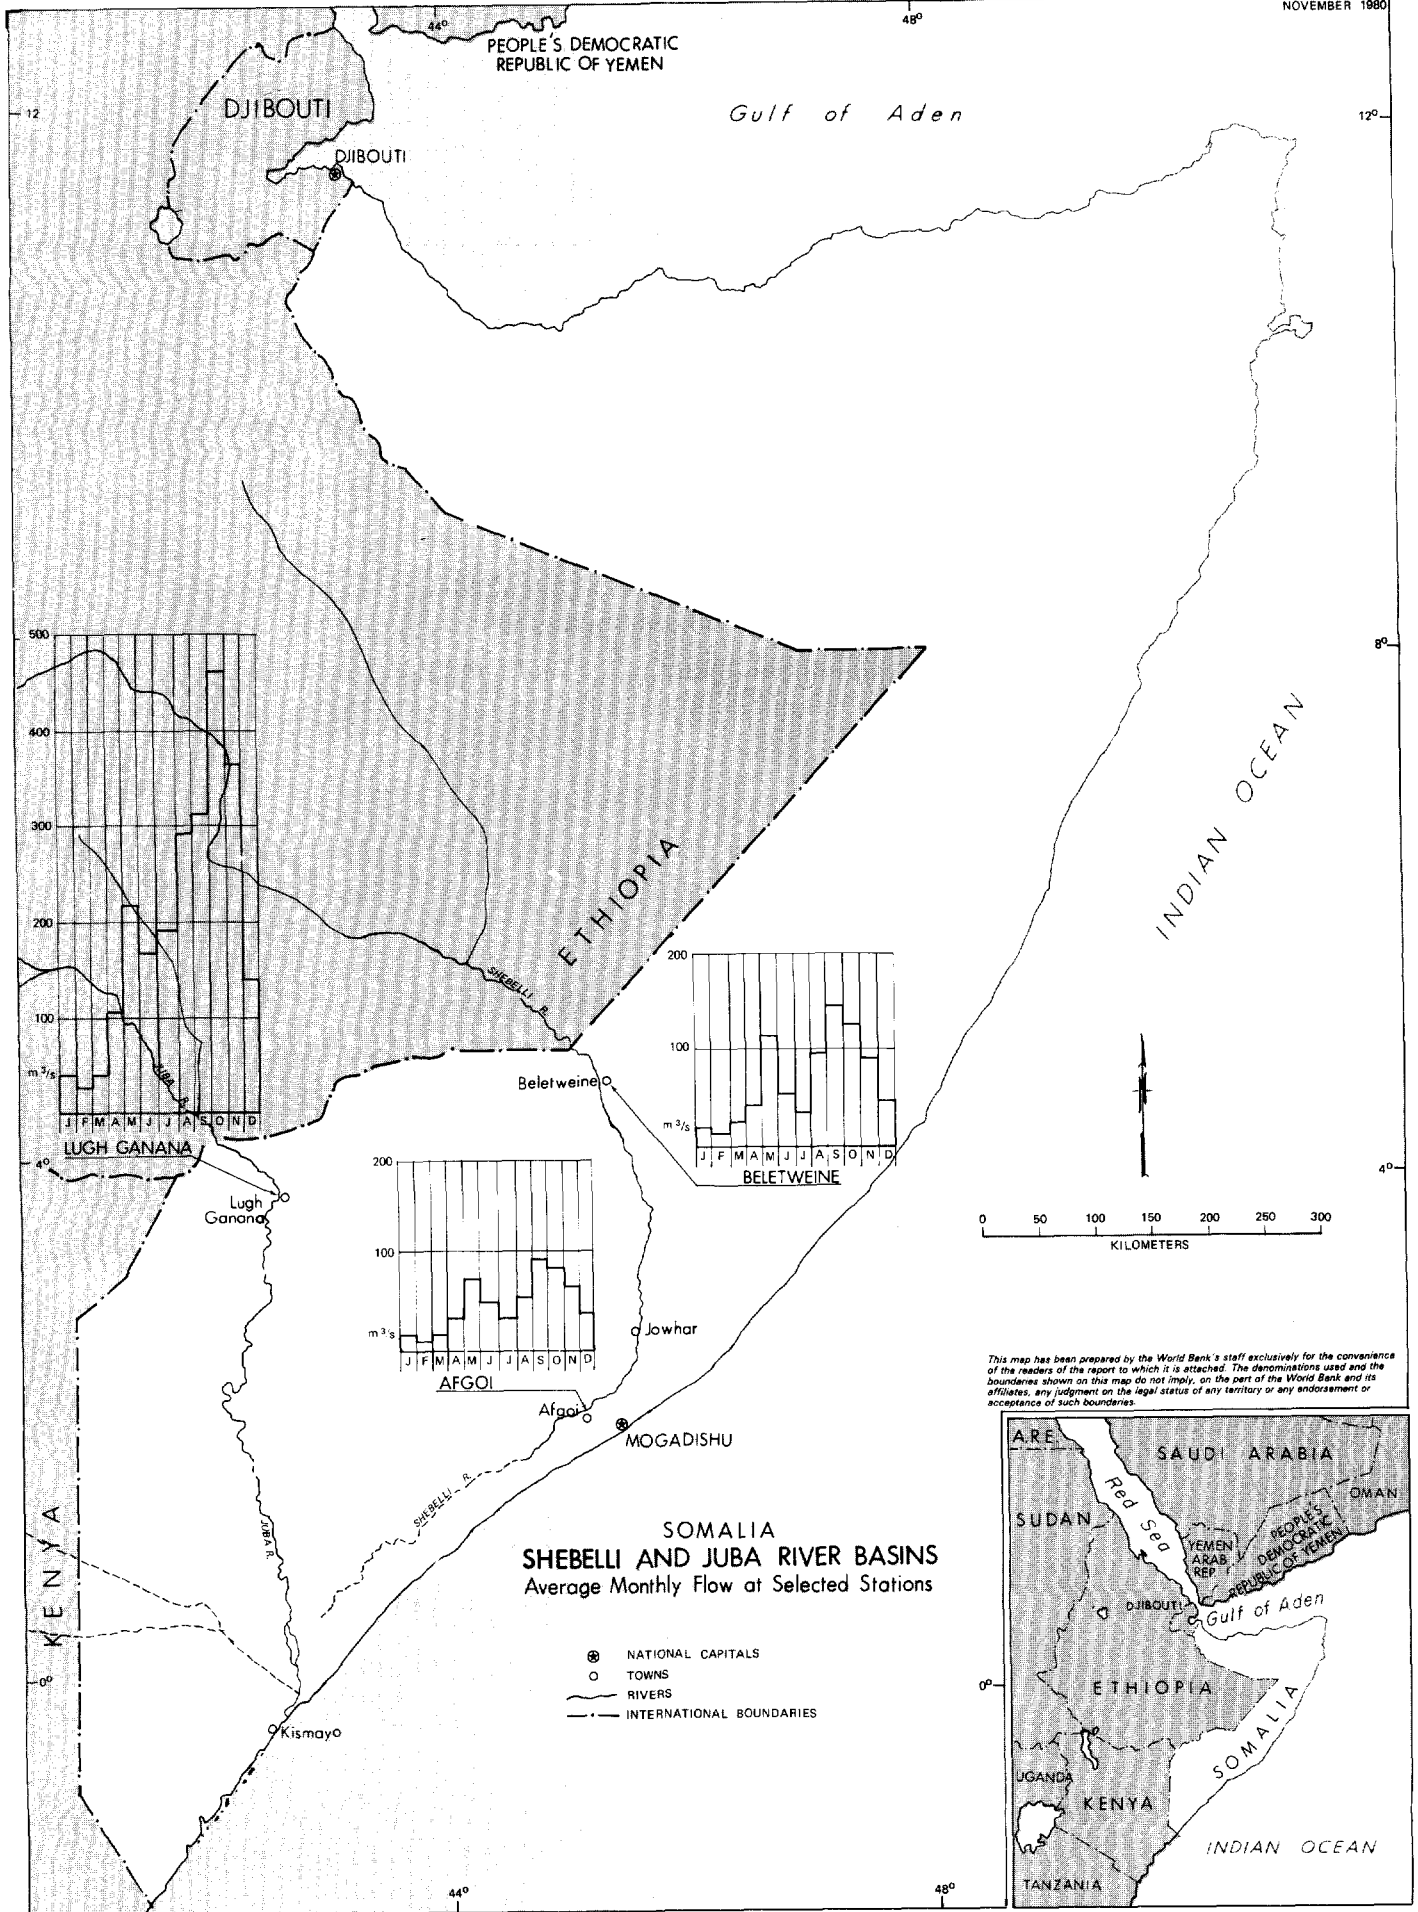 NOVEMBER 1980
44°
48°
PEOPLE'S DEMOCRATIC
REPUBLIC OF YEMEN
DJIBOUTI
12
Gulf of Aden
12°
DJIBOUTI
8°
500
400
300
200
100
m³/s
J F M A M J J A S O N D
LUGH GANANA
JUBA R.
ETHIOPIA
SHEBELLI R.
INDIAN OCEAN
200
100
m³/s
J F M A M J J A S O N D
BELETWEINE
Beletweine
4°
4°
Lugh
Ganana
200
100
m³/s
J F M A M J J A S O N D
AFGOI
Afgoi
Jowhar
MOGADISHU
0 50 100 150 200 250 300
KILOMETERS
This map has been prepared by the World Bank's staff exclusively for the convenience
of the readers of the report to which it is attached. The denominations used and the
boundaries shown on this map do not imply, on the part of the World Bank and its
affiliates, any judgment on the legal status of any territory or any endorsement or
acceptance of such boundaries.
KENYA
JUBA R.
SHEBELLI R.
SOMALIA
SHEBELLI AND JUBA RIVER BASINS
Average Monthly Flow at Selected Stations
NATIONAL CAPITALS
TOWNS
RIVERS
INTERNATIONAL BOUNDARIES
0°
0°
Kismayo
44°
48°
A.R.E.
SAUDI ARABIA
Red Sea
OMAN
SUDAN
YEMEN
ARAB
REP.
PEOPLE'S
DEMOCRATIC
REPUBLIC OF YEMEN
DJIBOUTI
Gulf of Aden
ETHIOPIA
SOMALIA
UGANDA
KENYA
INDIAN OCEAN
TANZANIA